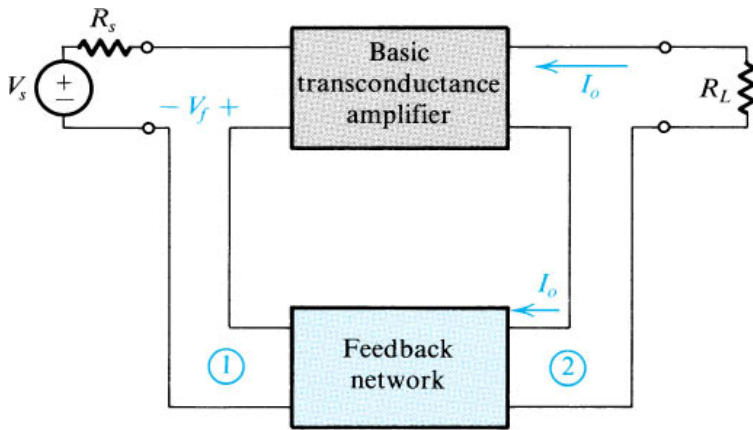 R_s
V_s
+
−
− V_f +
Basic
transconductance
amplifier
I_o
R_L
I_o
1
Feedback
network
2